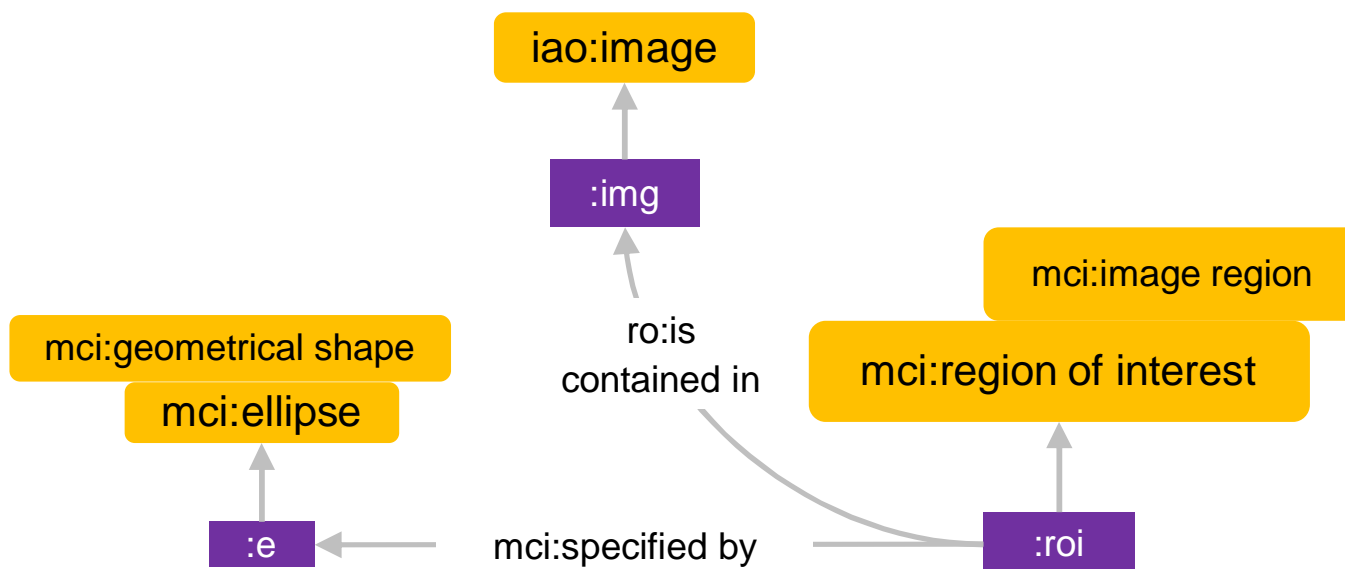 iao:image
:img
mci:image region
ro:is
contained in
mci:geometrical shape
mci:region of interest
mci:ellipse
:e
mci:specified by
:roi